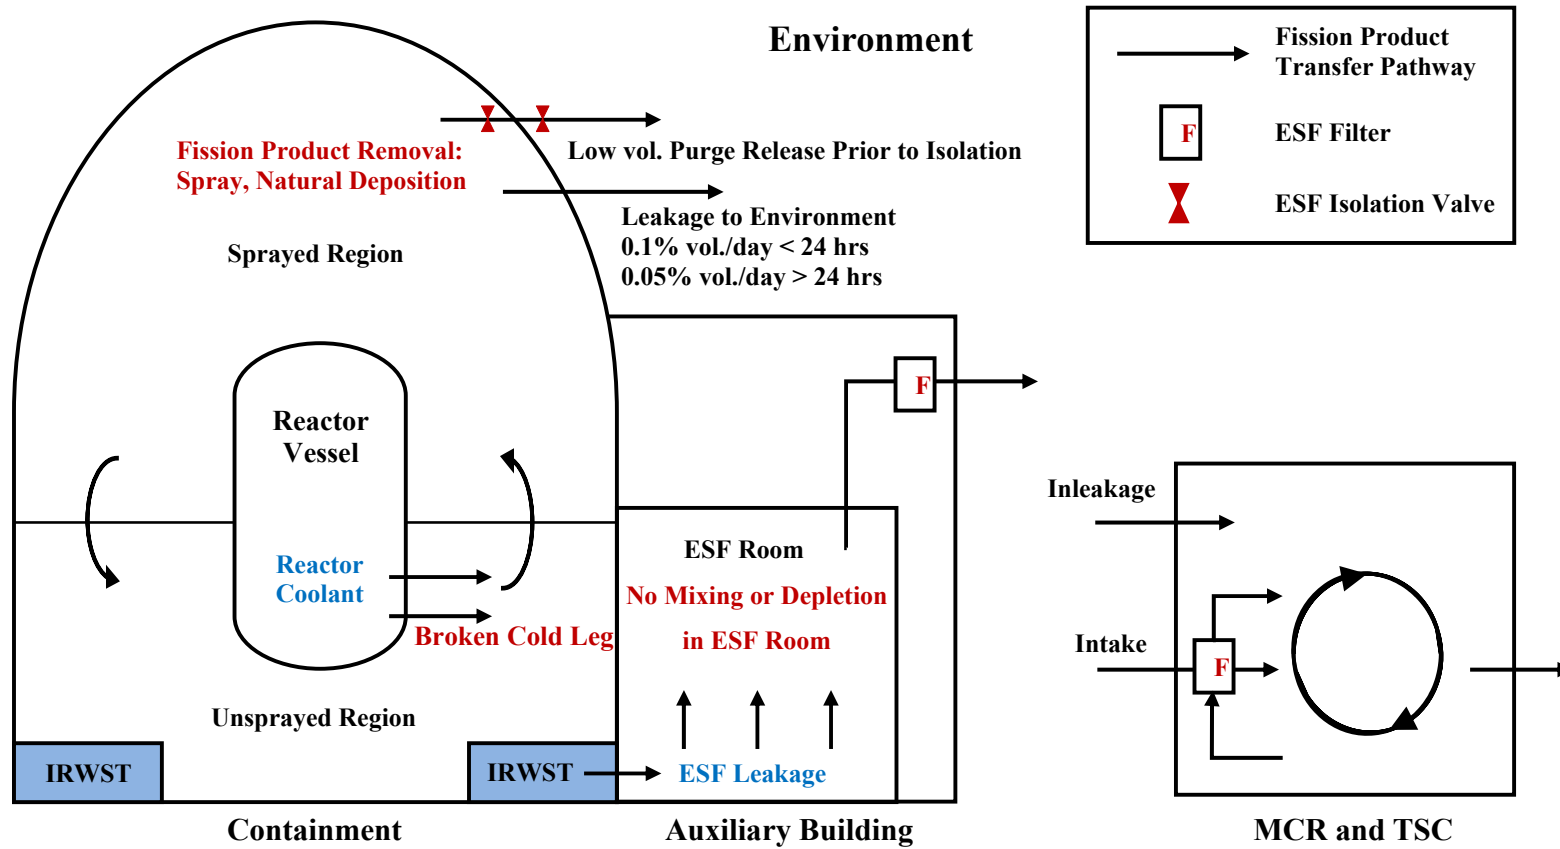 Environment
Fission Product
Transfer Pathway
F
ESF Filter
ESF Isolation Valve
Fission Product Removal:
Spray, Natural Deposition
Low vol. Purge Release Prior to Isolation
Leakage to Environment
0.1% vol./day < 24 hrs
0.05% vol./day > 24 hrs
Sprayed Region
Reactor
Vessel
Reactor
Coolant
Broken Cold Leg
Unsprayed Region
IRWST
IRWST
F
ESF Room
No Mixing or Depletion
in ESF Room
ESF Leakage
Inleakage
Intake
F
Containment
Auxiliary Building
MCR and TSC